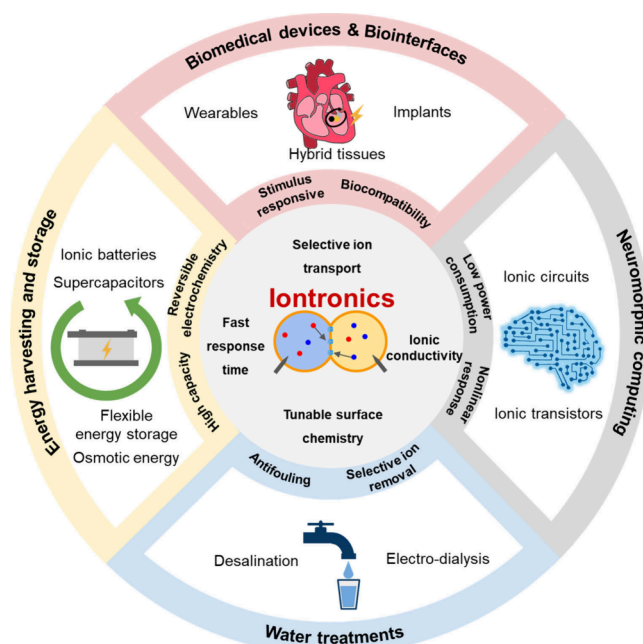 Biomedical devices & Biointerfaces
Wearables
Implants
Hybrid tissues
Stimulus
responsive
Biocompatibility
Energy harvesting and storage
Ionic batteries
Supercapacitors
Flexible
energy storage
Osmotic energy
Reversible
electrochemistry
High capacity
Selective ion
transport
Iontronics
Fast
response
time
Ionic
conductivity
Tunable surface
chemistry
Low power
consumption
Nonlinear
response
Ionic circuits
Ionic transistors
Neuromorphic computing
Antifouling
Selective ion
removal
Desalination
Electro-dialysis
Water treatments